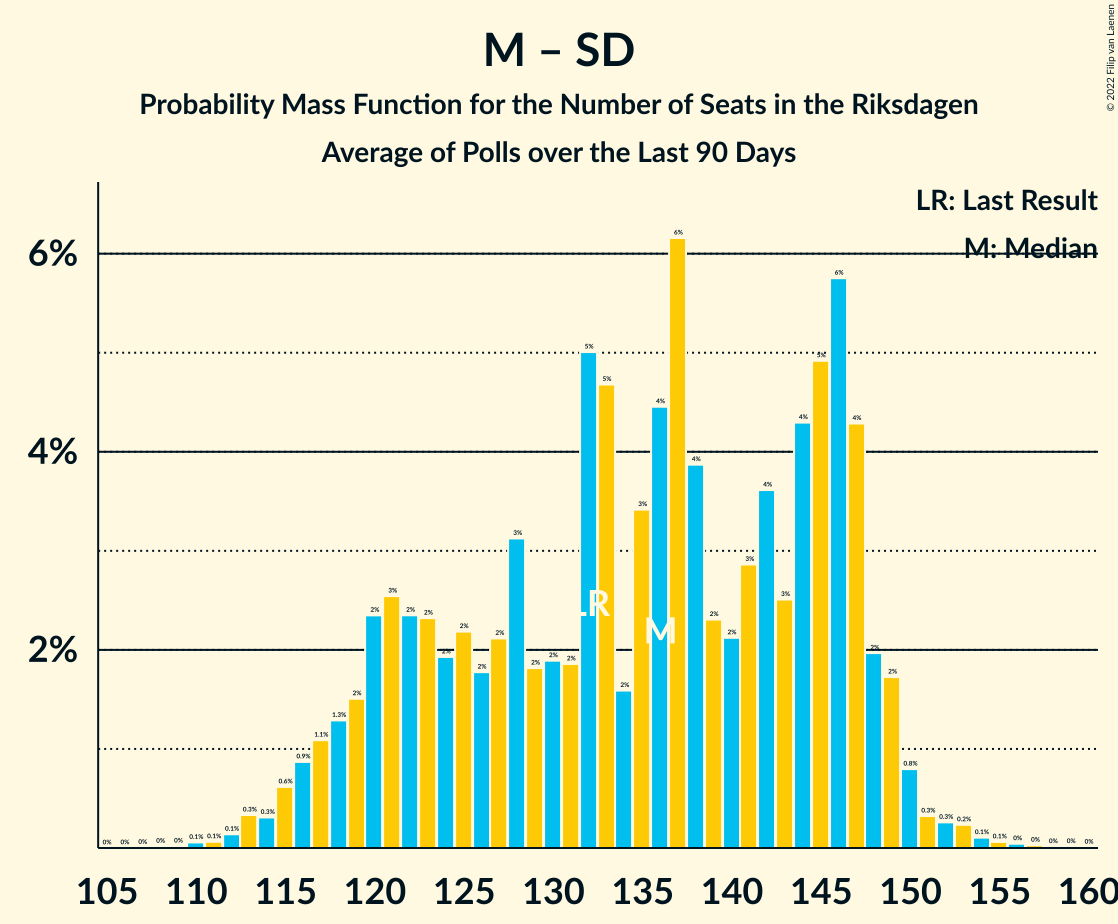 © 2022 Filip van Laenen
M – SD
Probability Mass Function for the Number of Seats in the Riksdagen
Average of Polls over the Last 90 Days
LR: Last Result
M: Median
6%
4%
2%
0% 0% 0% 0% 0% 0.1% 0.1% 0.1% 0.3% 0.3% 0.6% 0.9% 1.1% 1.3% 2% 2% 3% 2% 2% 2% 2% 2% 2% 3% 2% 2% 2% 5% 5% 2% 3% 4% 6% 4% 2% 2% 3% 4% 3% 4% 5% 6% 4% 2% 2% 0.8% 0.3% 0.3% 0.2% 0.1% 0.1% 0% 0% 0% 0% 0%
LR
M
105 110 115 120 125 130 135 140 145 150 155 160